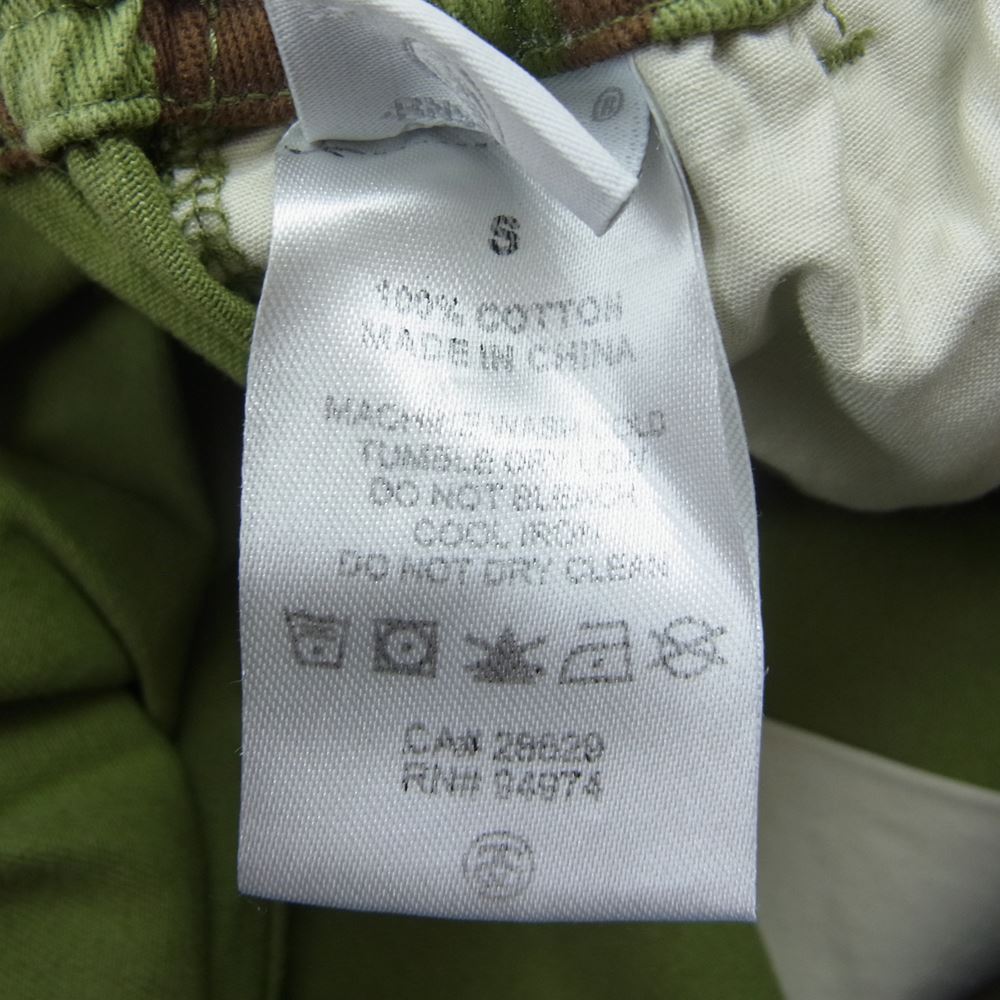 RN#
®
S
100% COTTON
MADE IN CHINA
MACHINE WASH COLD
TUMBLE DRY LOW
DO NOT BLEACH
COOL IRON
DO NOT DRY CLEAN
CA# 28629
RN# 94974